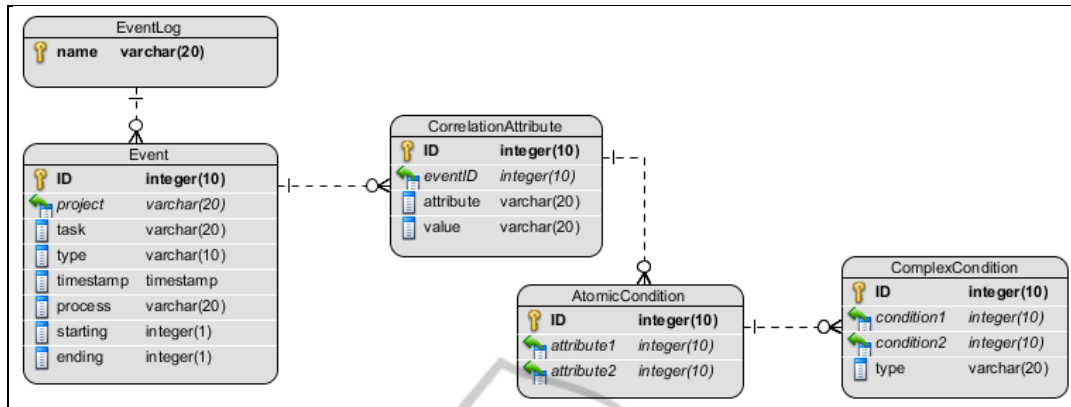 EventLog
name varchar(20)
Event
ID integer(10)
project varchar(20)
task varchar(20)
type varchar(10)
timestamp timestamp
process varchar(20)
starting integer(1)
ending integer(1)
CorrelationAttribute
ID integer(10)
eventID integer(10)
attribute varchar(20)
value varchar(20)
AtomicCondition
ID integer(10)
attribute1 integer(10)
attribute2 integer(10)
ComplexCondition
ID integer(10)
condition1 integer(10)
condition2 integer(10)
type varchar(20)